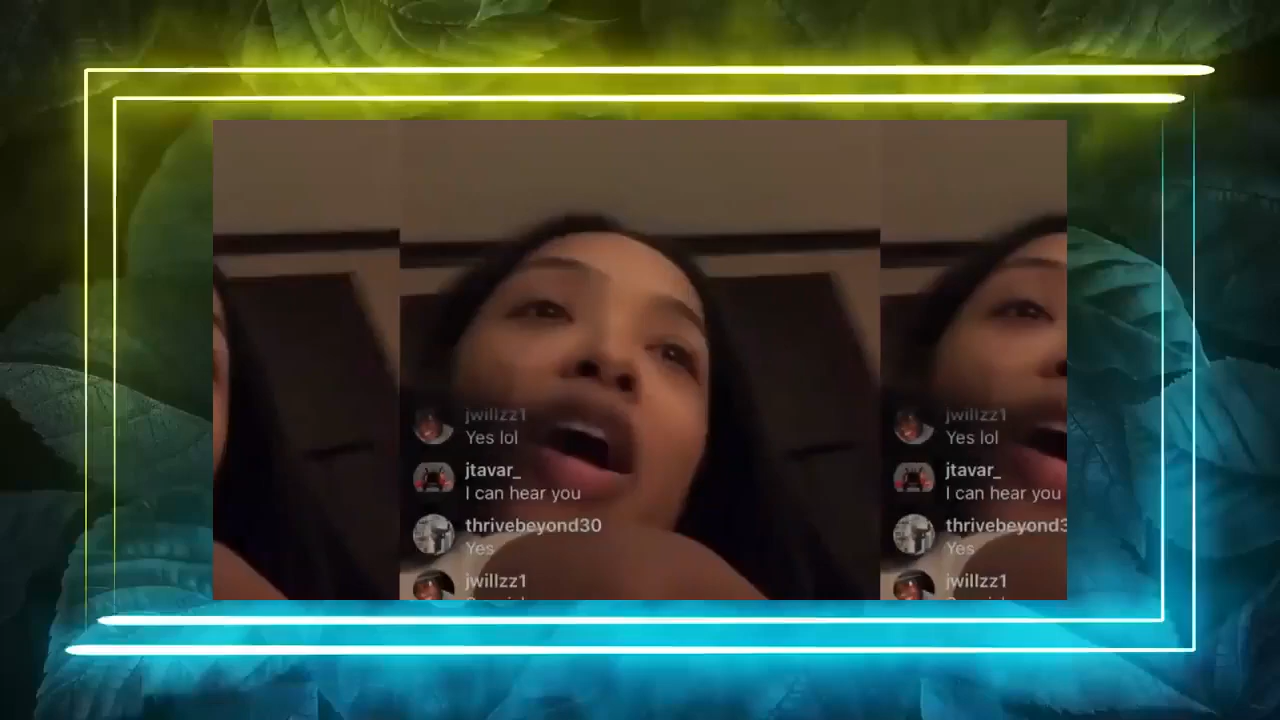 jwillzz1
Yes lol
jtavar_
I can hear you
thrivebeyond30
Yes
jwillzz1
jwillzz1
Yes lol
jtavar_
I can hear you
thrivebeyond3
Yes
jwillzz1